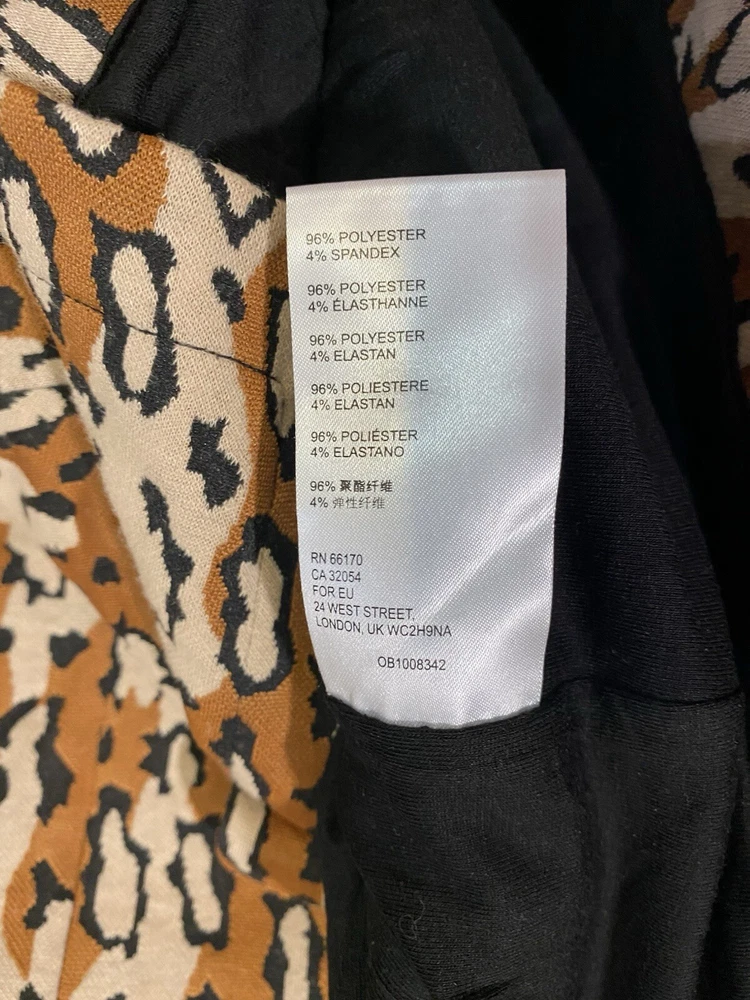 96% POLYESTER
4% SPANDEX
96% POLYESTER
4% ÉLASTHANNE
96% POLYESTER
4% ELASTAN
96% POLIESTERE
4% ELASTAN
96% POLIÉSTER
4% ELASTANO
96% 聚酯纤维
4% 弹性纤维
RN 66170
CA 32054
FOR EU
24 WEST STREET,
LONDON, UK WC2H9NA
OB1008342